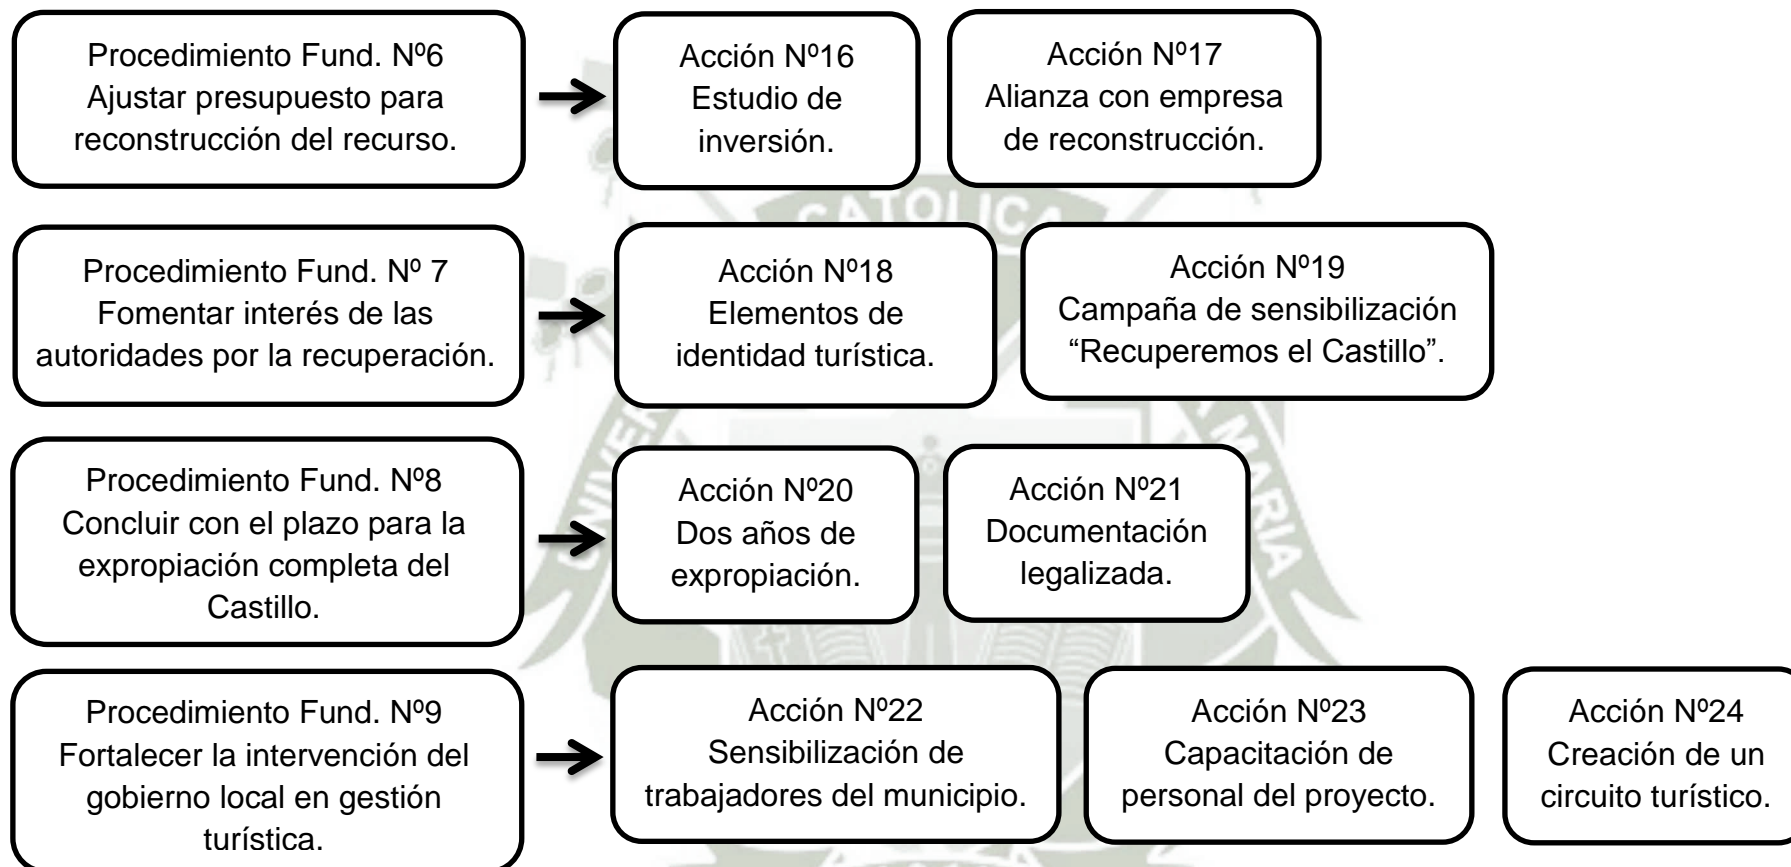 Procedimiento Fund. Nº6
Ajustar presupuesto para
reconstrucción del recurso.
Acción Nº16
Estudio de
inversión.
Acción Nº17
Alianza con empresa
de reconstrucción.
CATOLICA
Procedimiento Fund. Nº 7
Fomentar interés de las
autoridades por la recuperación.
Acción Nº18
Elementos de
identidad turística.
Acción Nº19
Campaña de sensibilización
“Recuperemos el Castillo”.
UNIVER
MARIA
Procedimiento Fund. Nº8
Concluir con el plazo para la
expropiación completa del
Castillo.
Acción Nº20
Dos años de
expropiación.
Acción Nº21
Documentación
legalizada.
Procedimiento Fund. Nº9
Fortalecer la intervención del
gobierno local en gestión
turística.
Acción Nº22
Sensibilización de
trabajadores del municipio.
Acción Nº23
Capacitación de
personal del proyecto.
Acción Nº24
Creación de un
circuito turístico.